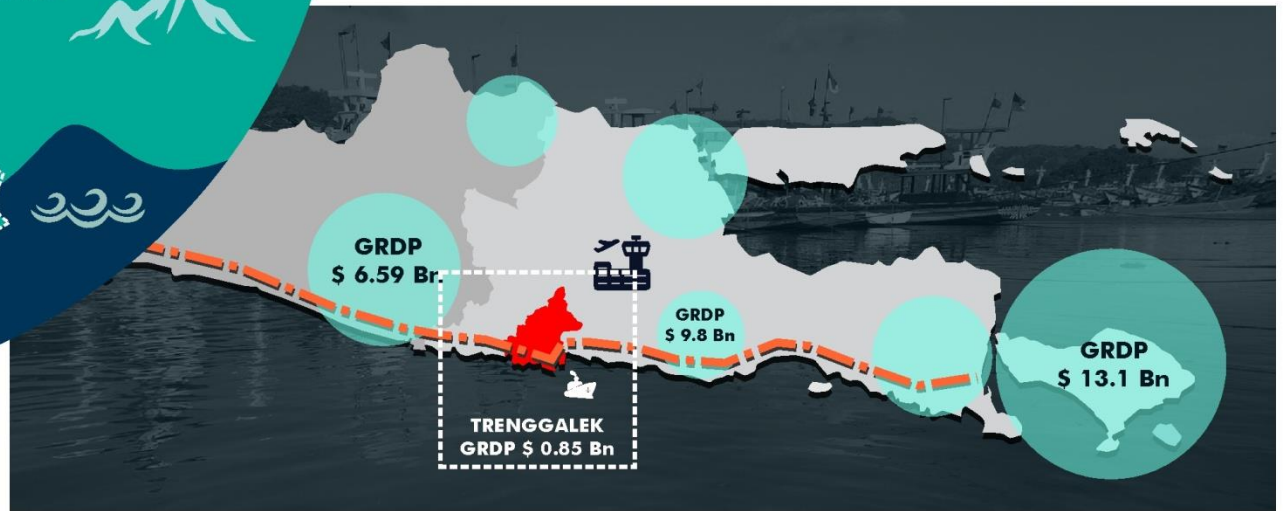 GRDP
$ 6.59 Bn
GRDP
$ 9.8 Bn
GRDP
$ 13.1 Bn
TRENGGALEK
GRDP $ 0.85 Bn